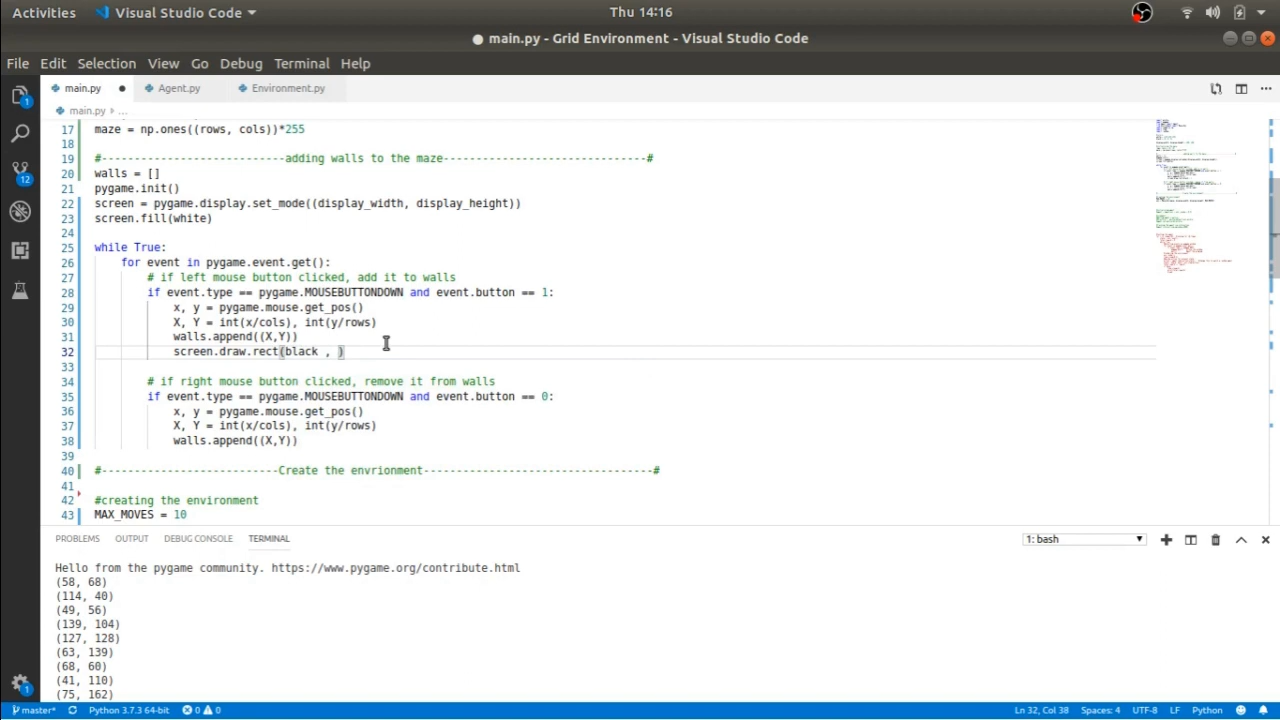 Activities Visual Studio Code Thu 14:16
main.py - Grid Environment - Visual Studio Code
File Edit Selection View Go Debug Terminal Help
main.py Agent.py Environment.py
main.py › ...
17 maze = np.ones((rows, cols))*255
18
19 #----------------------------adding walls to the maze---------------------------#
20 walls = []
21 pygame.init()
22 screen = pygame.display.set_mode((display_width, display_height))
23 screen.fill(white)
24
25 while True:
26 for event in pygame.event.get():
27 # if left mouse button clicked, add it to walls
28 if event.type == pygame.MOUSEBUTTONDOWN and event.button == 1:
29 x, y = pygame.mouse.get_pos()
30 X, Y = int(x/cols), int(y/rows)
31 walls.append((X,Y))
32 screen.draw.rect(black , )
33
34 # if right mouse button clicked, remove it from walls
35 if event.type == pygame.MOUSEBUTTONDOWN and event.button == 0:
36 x, y = pygame.mouse.get_pos()
37 X, Y = int(x/cols), int(y/rows)
38 walls.append((X,Y))
39
40 #---------------------------Create the envrionment-----------------------------------#
41
42 #creating the environment
43 MAX_MOVES = 10
PROBLEMS OUTPUT DEBUG CONSOLE TERMINAL 1: bash
Hello from the pygame community. https://www.pygame.org/contribute.html
(58, 68)
(114, 40)
(49, 56)
(139, 104)
(127, 128)
(63, 139)
(68, 60)
(41, 110)
(75, 162)
master* Python 3.7.3 64-bit 0 0 Ln 32, Col 38 Spaces: 4 UTF-8 LF Python